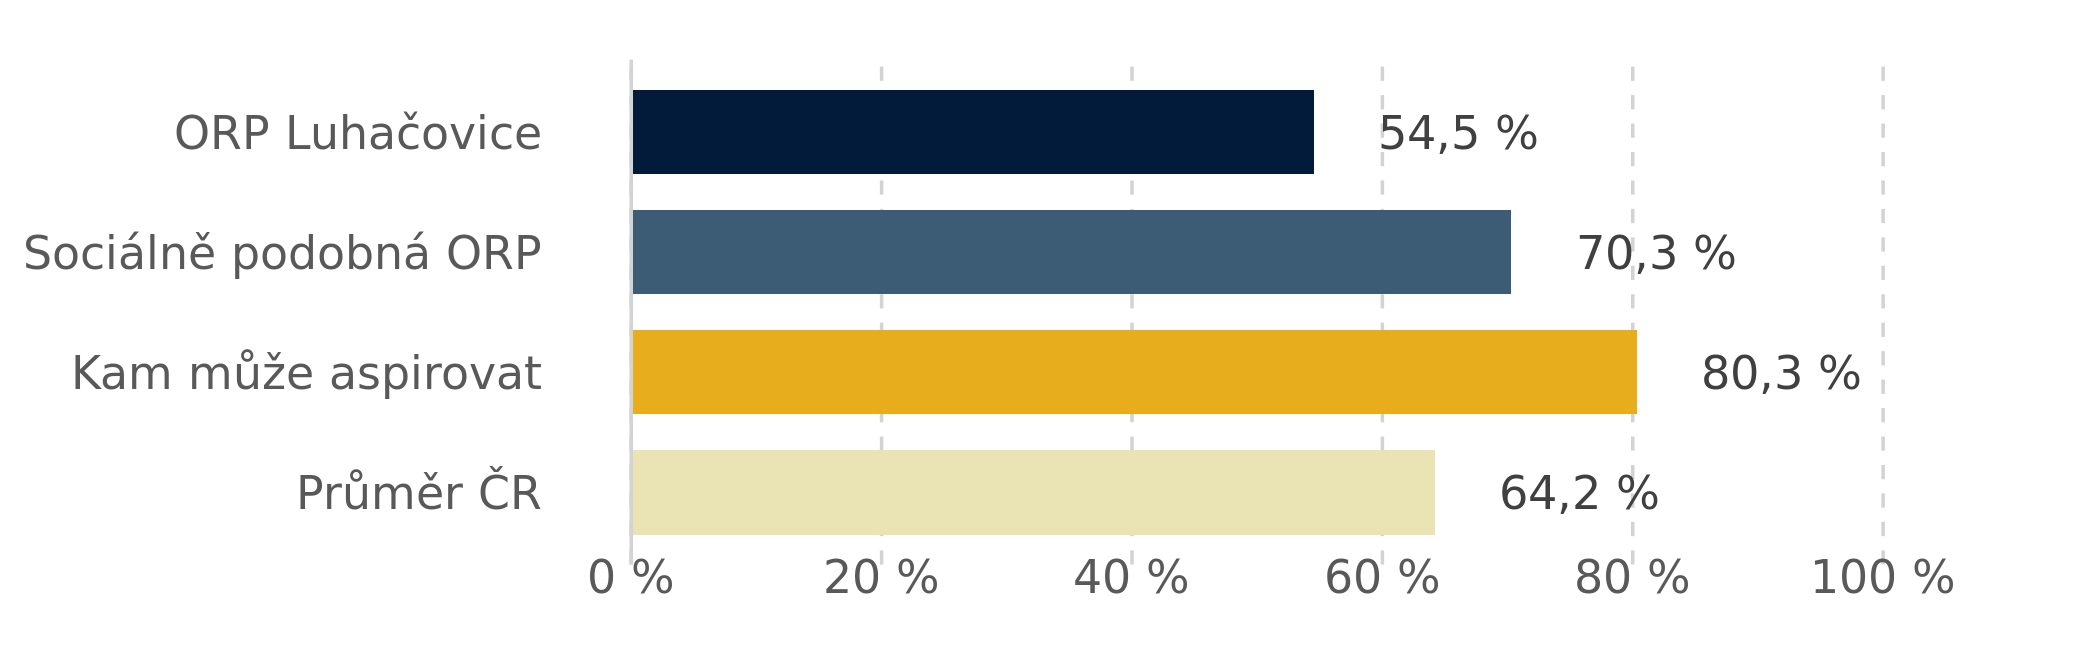 ORP Luhačovice 54,5 %
Sociálně podobná ORP 70,3 %
Kam může aspirovat 80,3 %
Průměr ČR 64,2 %
0 % 20 % 40 % 60 % 80 % 100 %